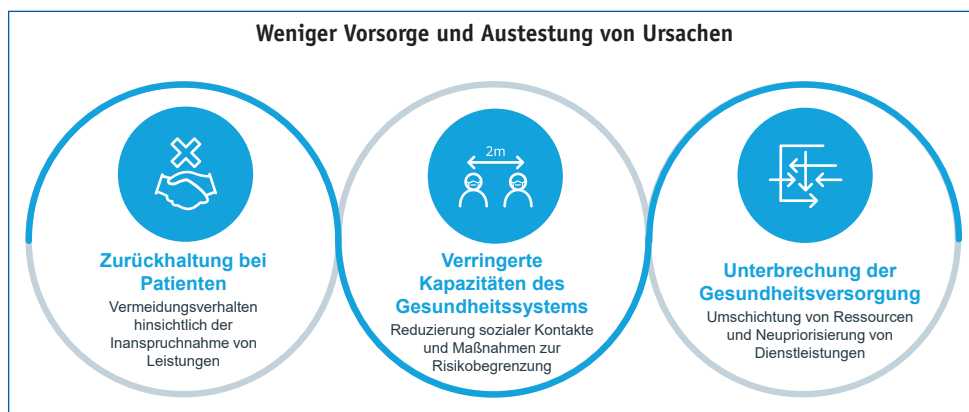 Weniger Vorsorge und Austestung von Ursachen
Zurückhaltung bei
Patienten
Vermeidungsverhalten
hinsichtlich der
Inanspruchnahme von
Leistungen
2m
Verringerte
Kapazitäten des
Gesundheitssystems
Reduzierung sozialer Kontakte
und Maßnahmen zur
Risikobegrenzung
Unterbrechung der
Gesundheitsversorgung
Umschichtung von Ressourcen
und Neupriorisierung von
Dienstleistungen